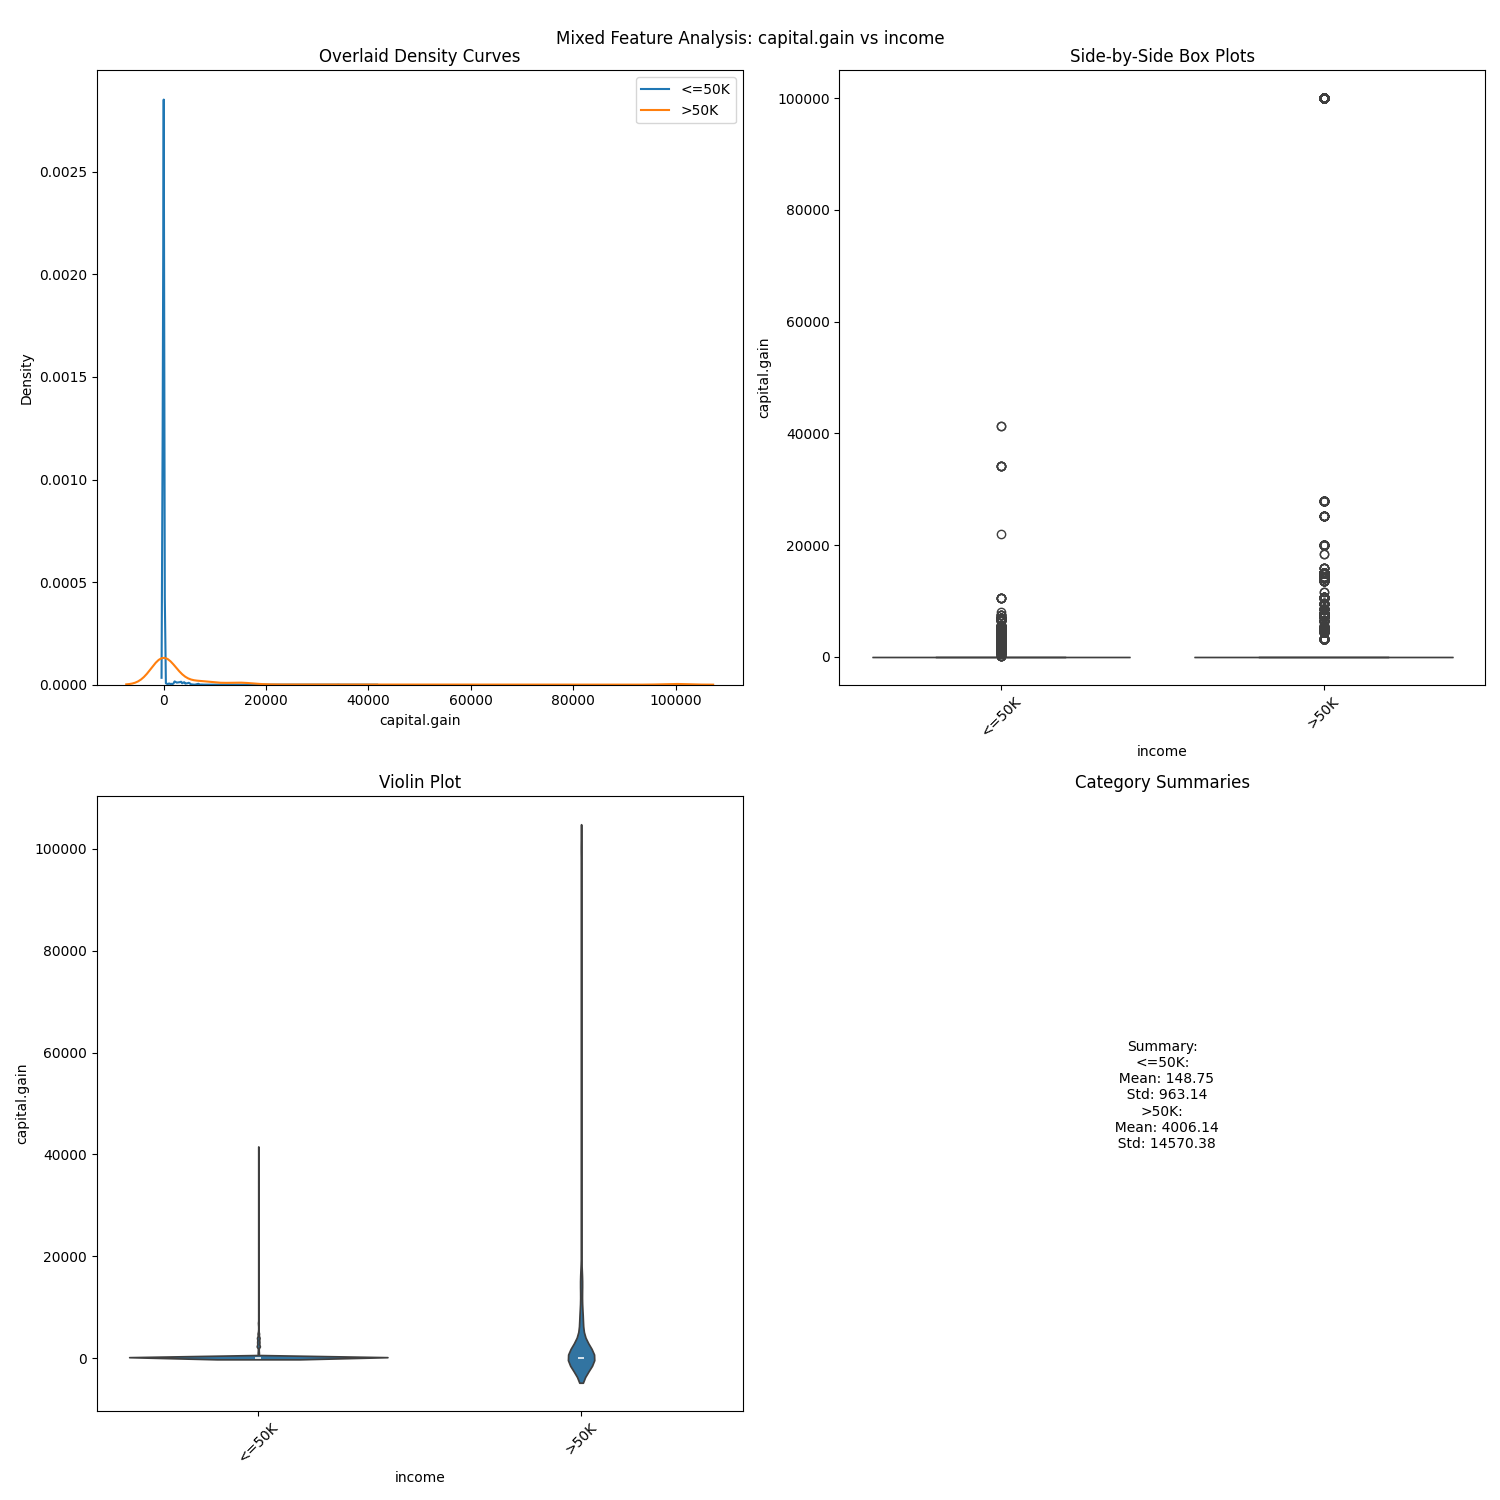 Mixed Feature Analysis: capital.gain vs income
Overlaid Density Curves
<=50K
>50K
0.0025
0.0020
0.0015
0.0010
0.0005
0.0000
Density
0 20000 40000 60000 80000 100000
capital.gain
Side-by-Side Box Plots
100000
80000
60000
40000
20000
0
capital.gain
<=50K >50K
income
Violin Plot
100000
80000
60000
40000
20000
0
capital.gain
<=50K >50K
income
Category Summaries
Summary:
<=50K:
Mean: 148.75
Std: 963.14
>50K:
Mean: 4006.14
Std: 14570.38